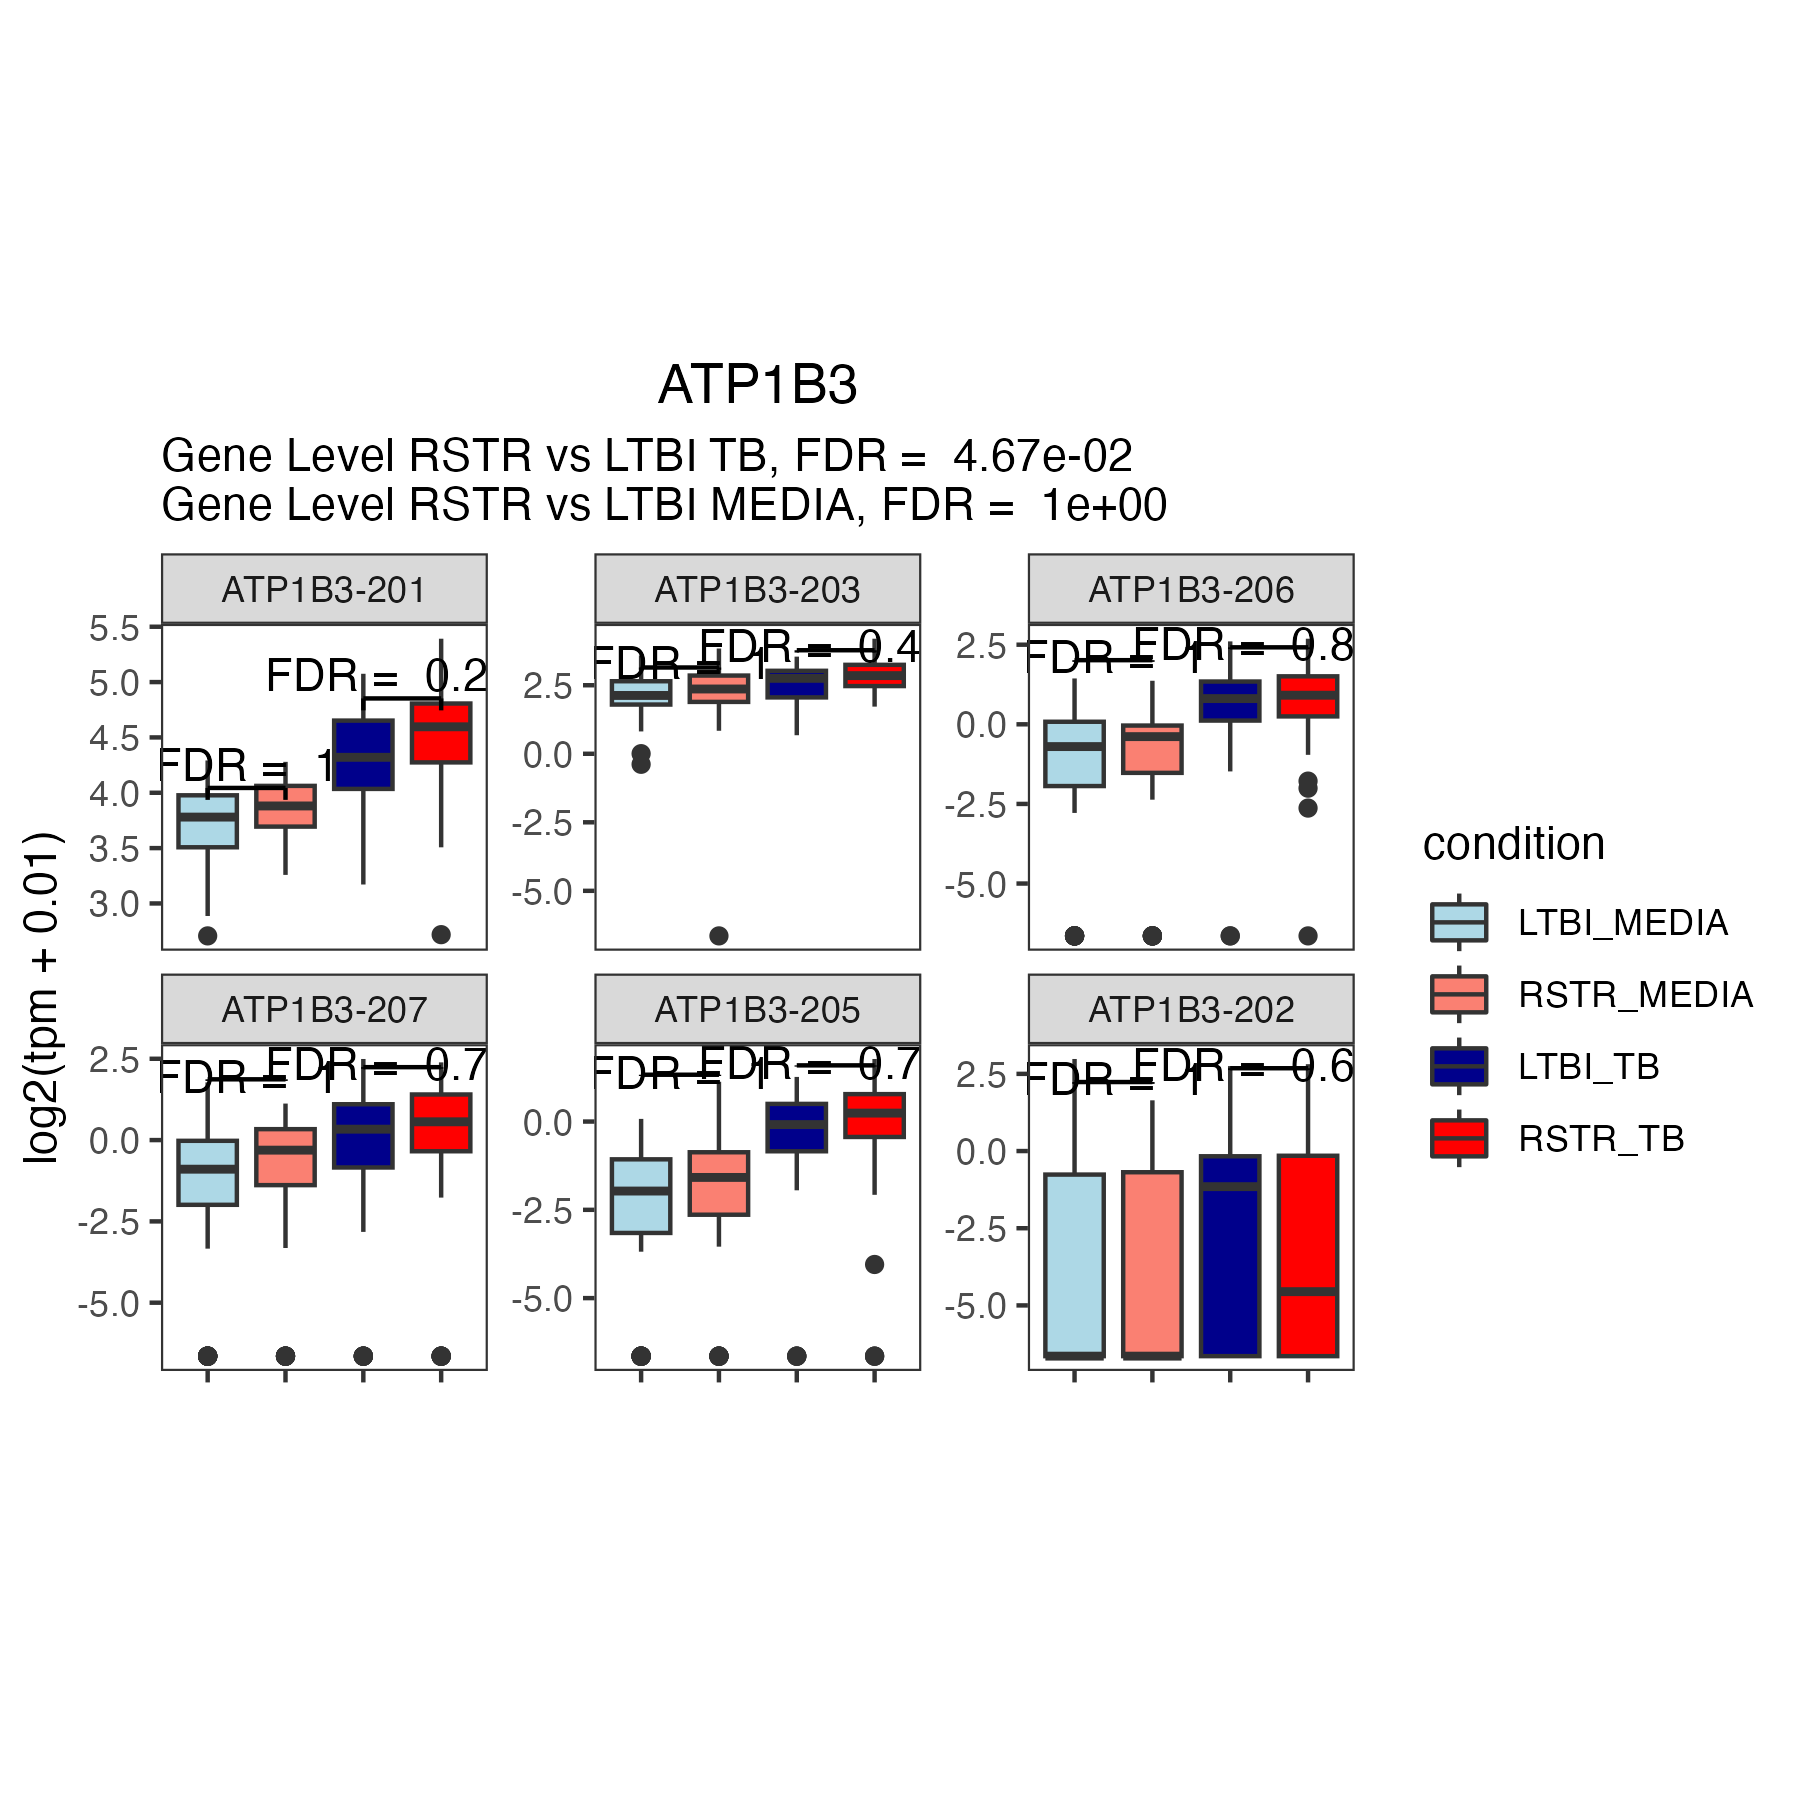 ATP1B3
Gene Level RSTR vs LTBI TB, FDR =  4.67e-02
Gene Level RSTR vs LTBI MEDIA, FDR =  1e+00
log2(tpm + 0.01)
ATP1B3-201
5.5
5.0
4.5
4.0
3.5
3.0
FDR =  0.2
FDR =  1
ATP1B3-203
2.5
0.0
-2.5
-5.0
FDR =  1
FDR =  0.4
ATP1B3-206
2.5
0.0
-2.5
-5.0
FDR =  1
FDR =  0.8
ATP1B3-207
2.5
0.0
-2.5
-5.0
FDR =  1
FDR =  0.7
ATP1B3-205
0.0
-2.5
-5.0
FDR =  1
FDR =  0.7
ATP1B3-202
2.5
0.0
-2.5
-5.0
FDR =  1
FDR =  0.6
condition
LTBI_MEDIA
RSTR_MEDIA
LTBI_TB
RSTR_TB